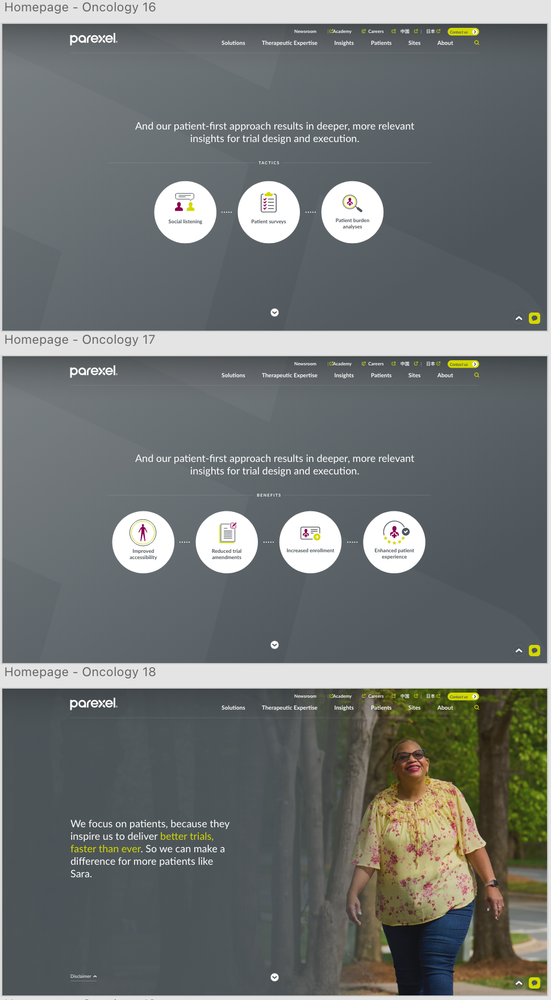 Homepage - Oncology 16
parexel.
Newsroom Academy Careers 中国 日本 Contact us
Solutions Therapeutic Expertise Insights Patients Sites About
And our patient-first approach results in deeper, more relevant
insights for trial design and execution.
TACTICS
Social listening
Patient surveys
Patient burden
analyses
Homepage - Oncology 17
parexel.
Newsroom Academy Careers 中国 日本 Contact us
Solutions Therapeutic Expertise Insights Patients Sites About
And our patient-first approach results in deeper, more relevant
insights for trial design and execution.
BENEFITS
Improved
accessibility
Reduced trial
amendments
Increased enrollment
Enhanced patient
experience
Homepage - Oncology 18
parexel.
Newsroom Academy Careers 中国 日本 Contact us
Solutions Therapeutic Expertise Insights Patients Sites About
We focus on patients, because they
inspire us to deliver better trials,
faster than ever. So we can make a
difference for more patients like
Sara.
Disclaimer